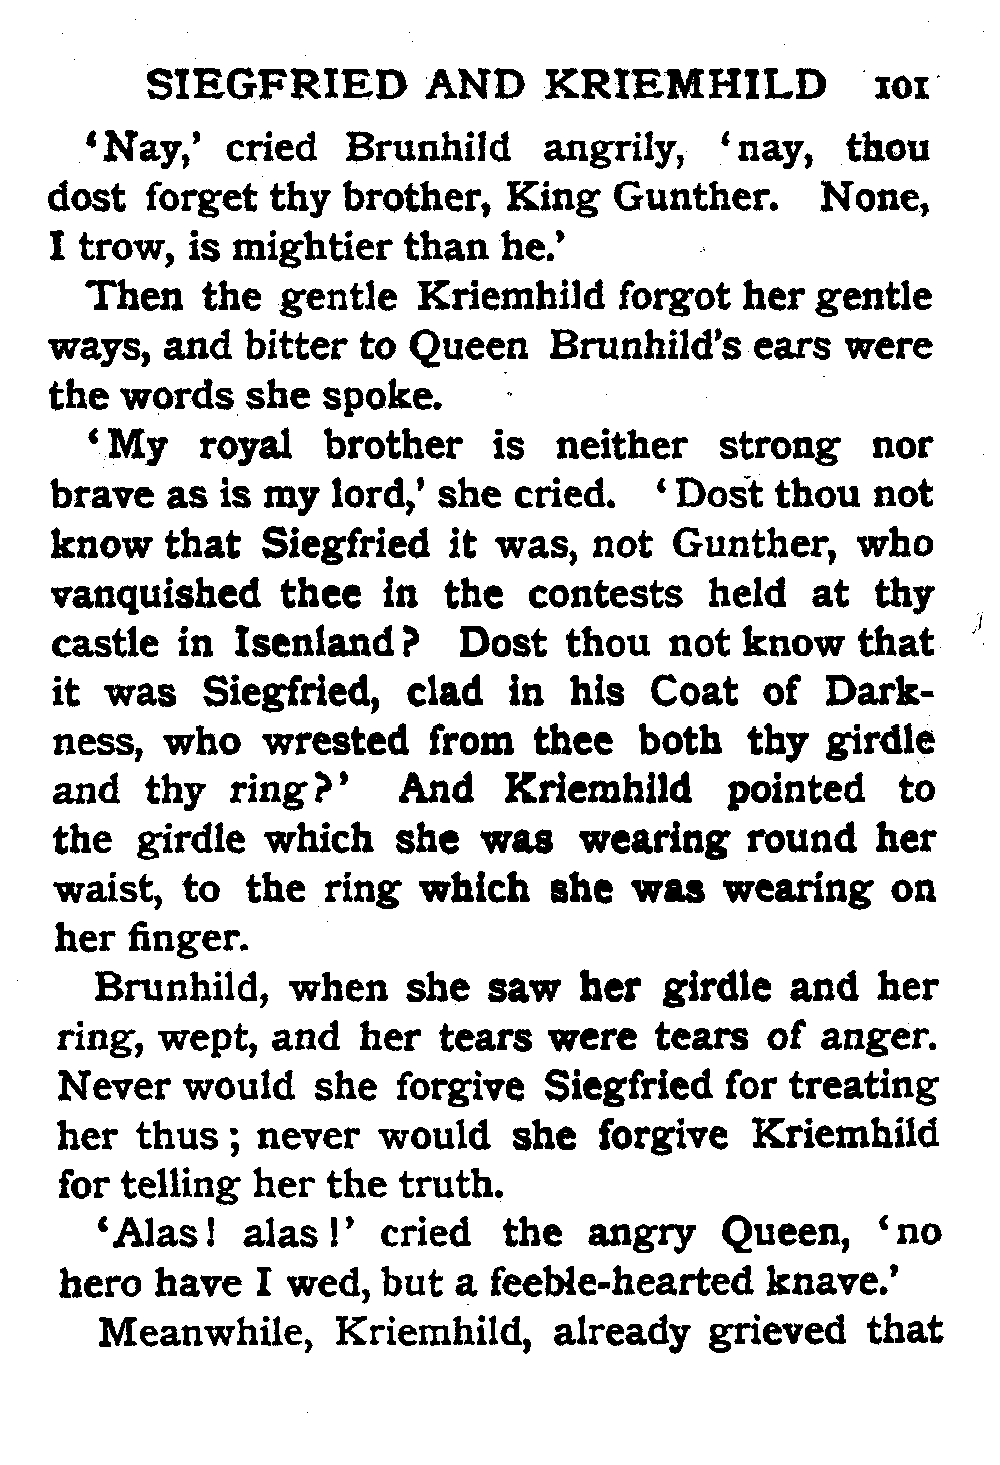 SIEGFRIED AND KRIEMHILD 101
‘Nay,’ cried Brunhild angrily, ‘nay, thou
dost forget thy brother, King Gunther. None,
I trow, is mightier than he.’
Then the gentle Kriemhild forgot her gentle
ways, and bitter to Queen Brunhild’s ears were
the words she spoke.
‘My royal brother is neither strong nor
brave as is my lord,’ she cried. ‘Dost thou not
know that Siegfried it was, not Gunther, who
vanquished thee in the contests held at thy
castle in Isenland? Dost thou not know that
it was Siegfried, clad in his Coat of Dark-
ness, who wrested from thee both thy girdle
and thy ring?’ And Kriemhild pointed to
the girdle which she was wearing round her
waist, to the ring which she was wearing on
her finger.
Brunhild, when she saw her girdle and her
ring, wept, and her tears were tears of anger.
Never would she forgive Siegfried for treating
her thus; never would she forgive Kriemhild
for telling her the truth.
‘Alas! alas!’ cried the angry Queen, ‘no
hero have I wed, but a feeble-hearted knave.’
Meanwhile, Kriemhild, already grieved that